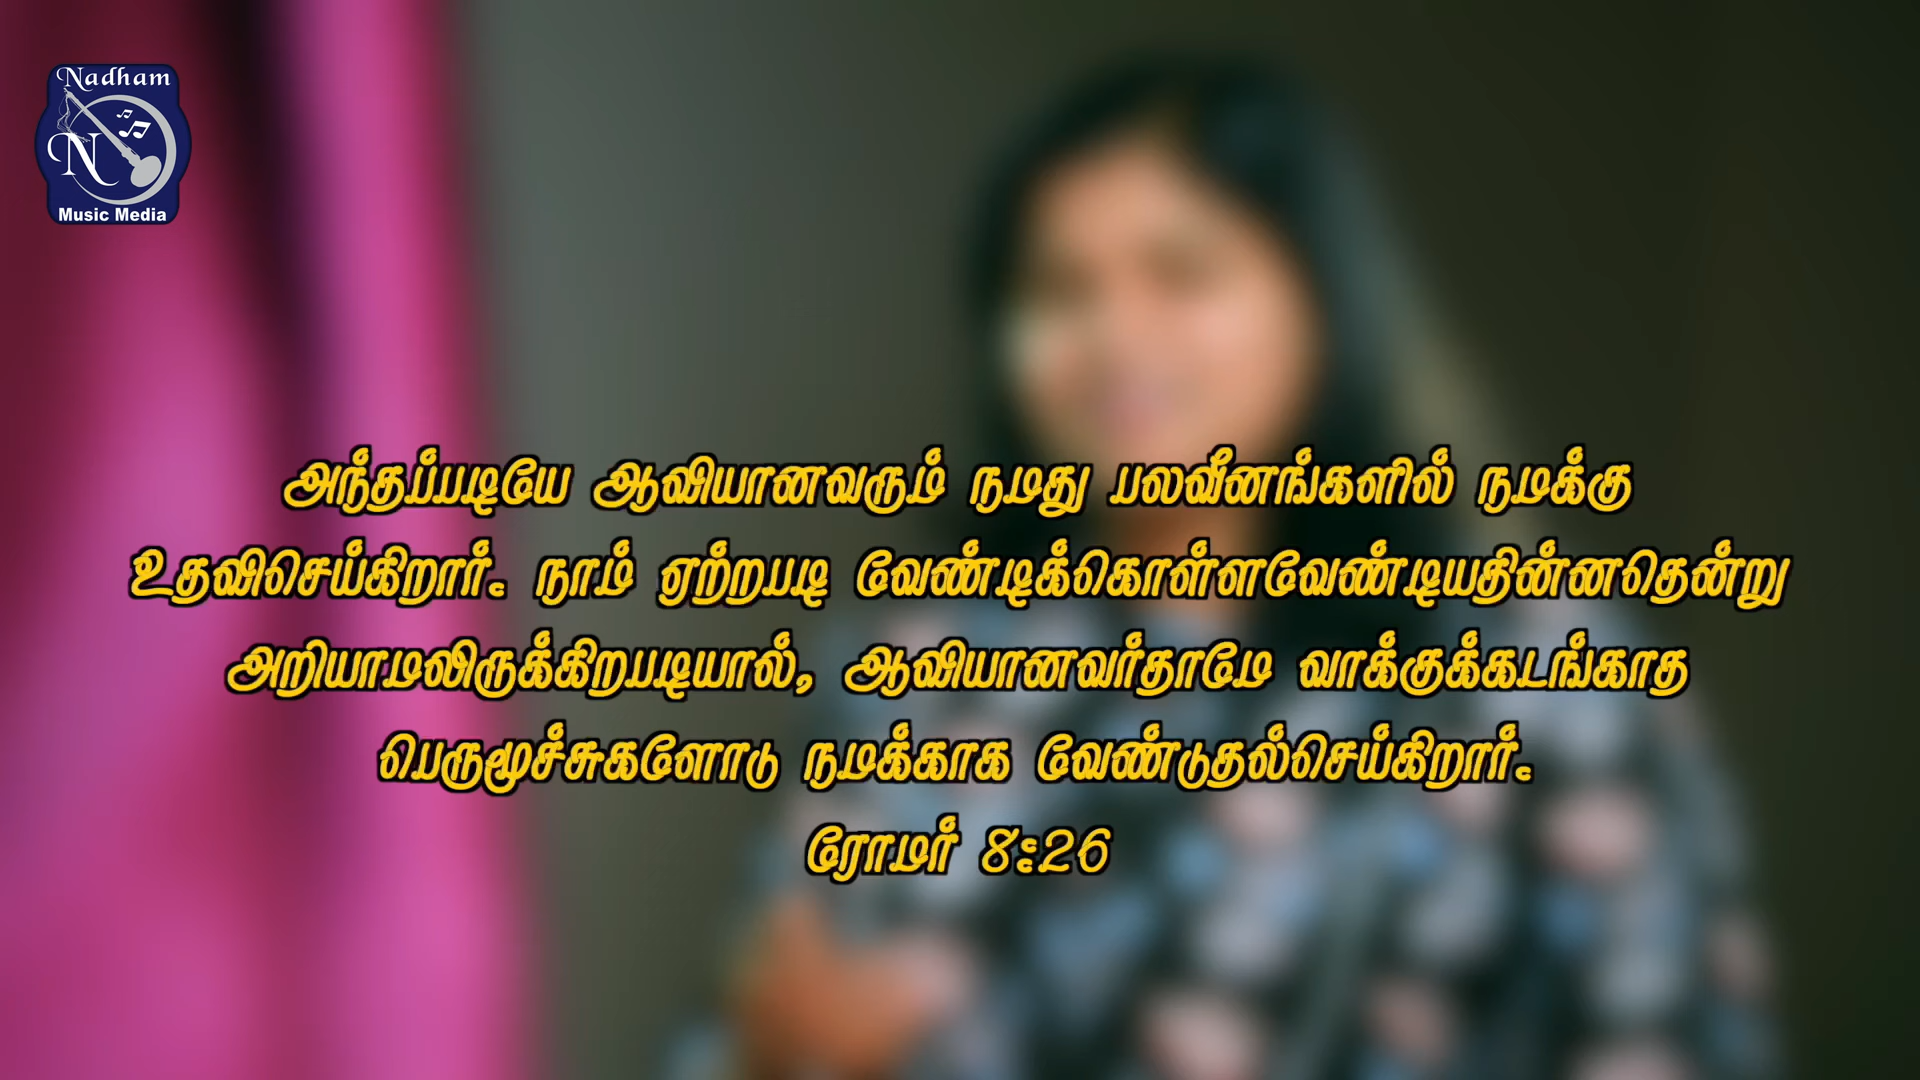 Nadham
N
Music Media
அந்தப்படியே ஆவியானவரும் நமது பலவீனங்களில் நமக்கு
உதவிசெய்கிறார். நாம் ஏற்றபடி வேண்டிக்கொள்ளவேண்டியதின்னதென்று
அறியாமலிருக்கிறபடியால், ஆவியானவர்தாமே வாக்குக்கடங்காத
பெருமூச்சுகளோடு நமக்காக வேண்டுதல்செய்கிறார்.
ரோமர் 8:26